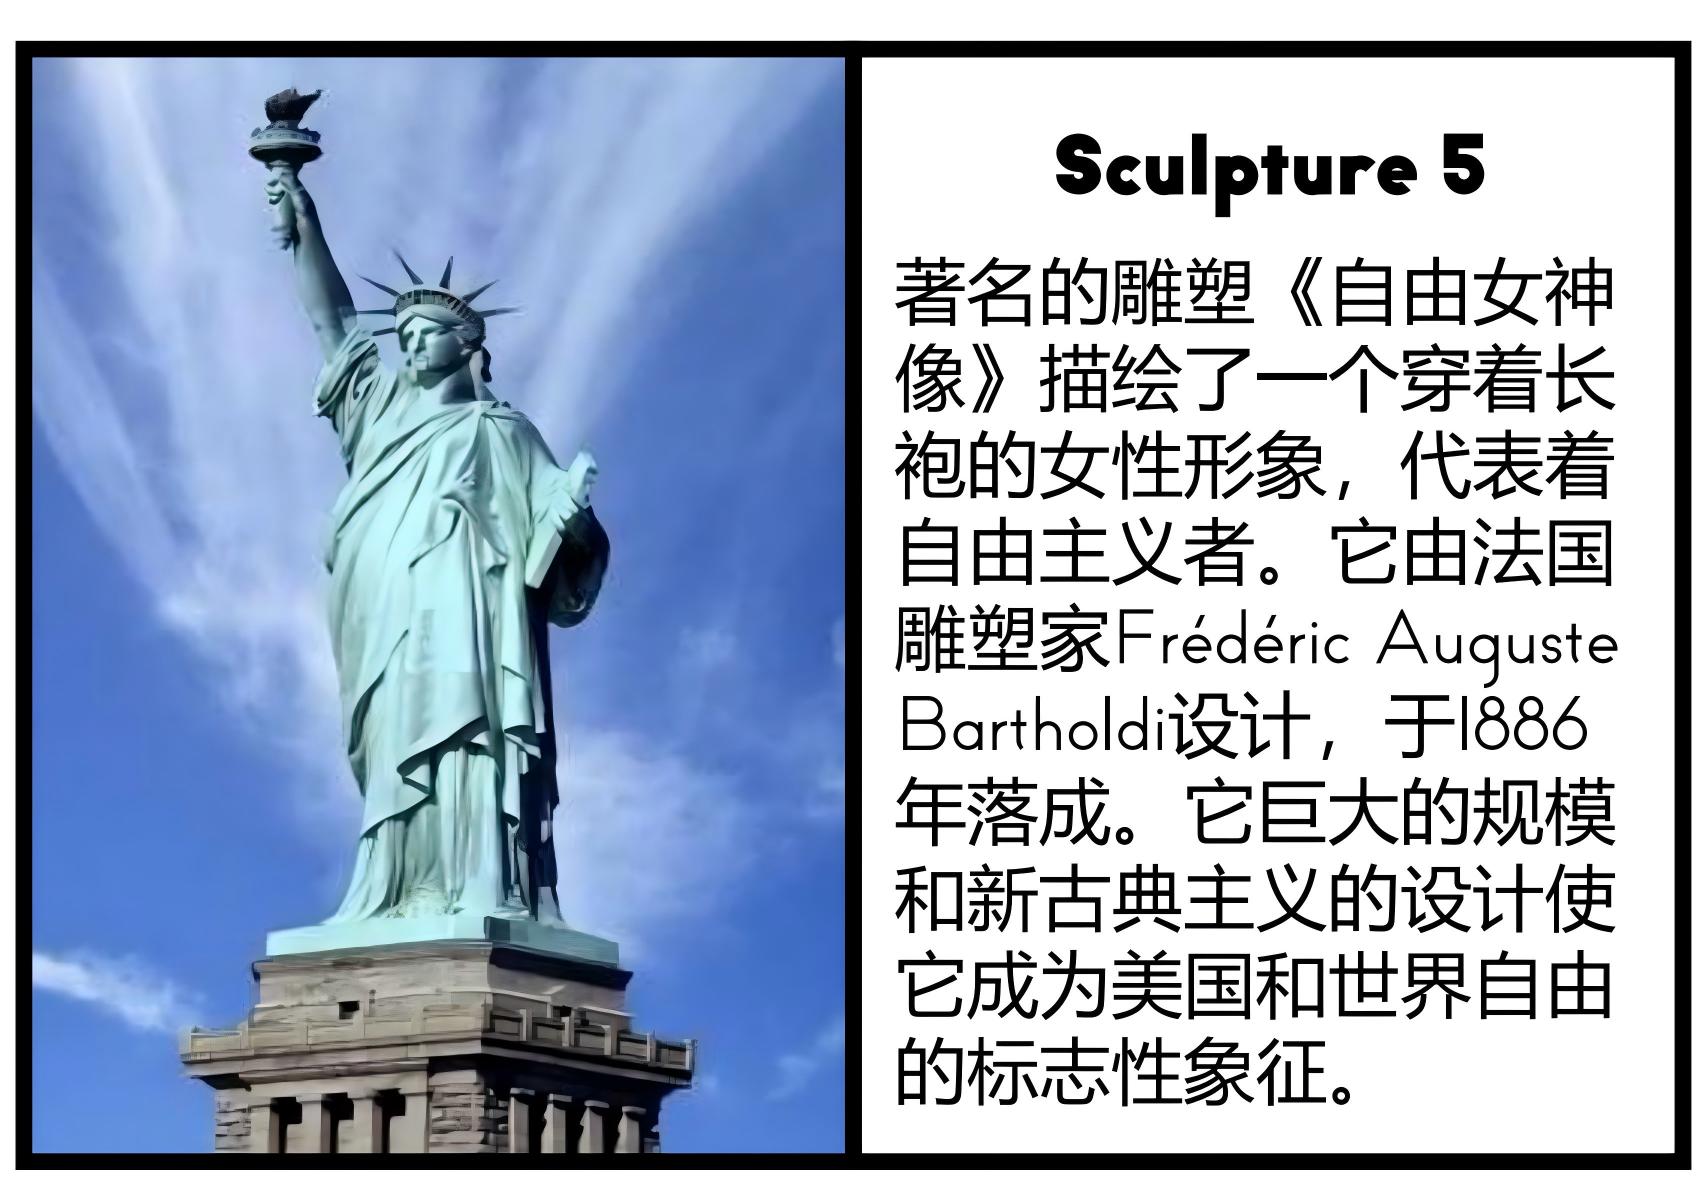 Sculpture 5
著名的雕塑《自由女神
像》描绘了一个穿着长
袍的女性形象，代表着
自由主义者。它由法国
雕塑家Frédéric Auguste
Bartholdi设计，于1886
年落成。它巨大的规模
和新古典主义的设计使
它成为美国和世界自由
的标志性象征。